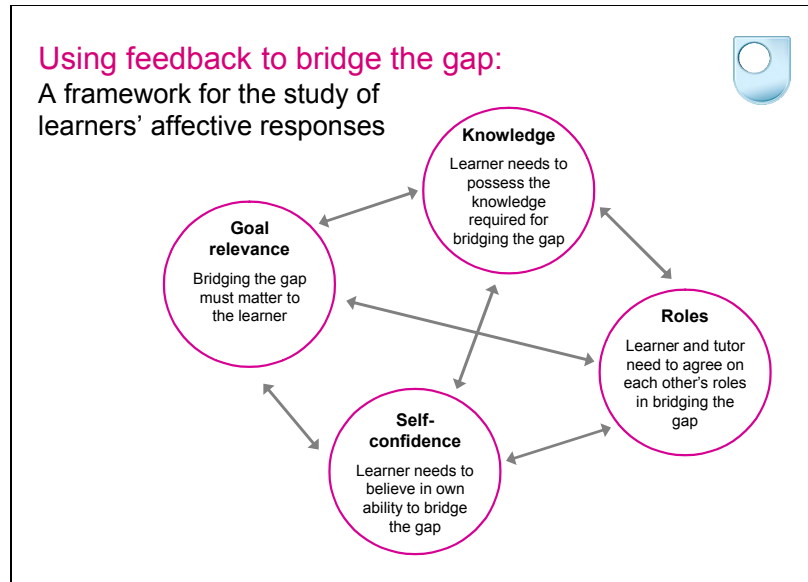 Using feedback to bridge the gap:
A framework for the study of
learners’ affective responses
Knowledge
Learner needs to
possess the
knowledge
required for
bridging the gap
Goal
relevance
Bridging the gap
must matter to
the learner
Roles
Learner and tutor
need to agree on
each other’s roles
in bridging the
gap
Self-
confidence
Learner needs to
believe in own
ability to bridge
the gap